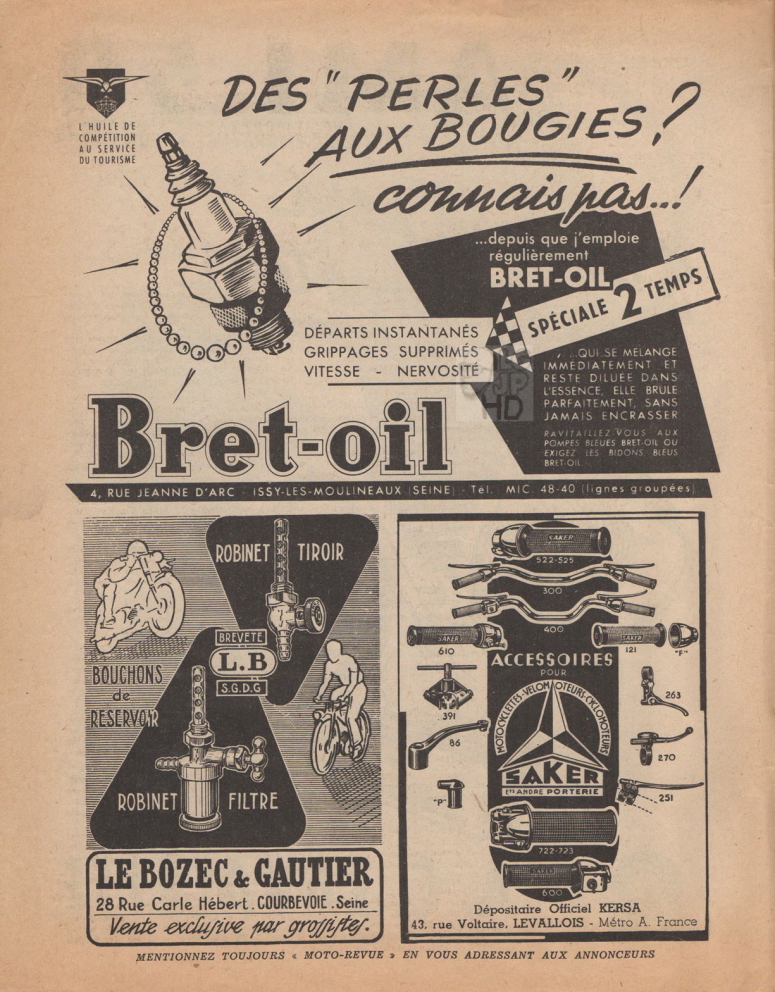 DES "PERLES"
AUX BOUGIES ?
connais pas...!
L'HUILE DE
COMPÉTITION
AU SERVICE
DU TOURISME
...depuis que j'emploie
régulièrement
BRET-OIL
SPÉCIALE 2 TEMPS
DÉPARTS INSTANTANÉS
GRIPPAGES SUPPRIMÉS
VITESSE - NERVOSITÉ
...QUI SE MÉLANGE
IMMEDIATEMENT ET
RESTE DILUÉE DANS
L'ESSENCE, ELLE BRULE
PARFAITEMENT, SANS
JAMAIS ENCRASSER
RAVITAILLEZ VOUS AUX
POMPES BLEUES BRET-OIL OU
EXIGEZ LES BIDONS BLEUS
BRET-OIL
HD
Bret-oil
4, RUE JEANNE D'ARC - ISSY-LES-MOULINEAUX (SEINE) - Tél. MIC. 48-40 (lignes groupées)
ROBINET TIROIR
BREVETÉ
L.B
S.G.D.G
BOUCHONS
de
RESERVOIR
ROBINET FILTRE
LE BOZEC & GAUTIER
28 Rue Carle Hébert. COURBEVOIE. Seine
Vente exclusive par grossistes.
SAKER
522-525
300
400
SAKER
610
SAKER
121
"F"
ACCESSOIRES
POUR
MOTOCYCLETTES-VELOMOTEURS-CYCLOMOTEURS
391
263
86
270
SAKER
Ets ANDRÉ PORTERIE
"P"
251
722-723
SAKER
600
Dépositaire Officiel KERSA
43, rue Voltaire, LEVALLOIS - Métro A. France
MENTIONNEZ TOUJOURS « MOTO-REVUE » EN VOUS ADRESSANT AUX ANNONCEURS